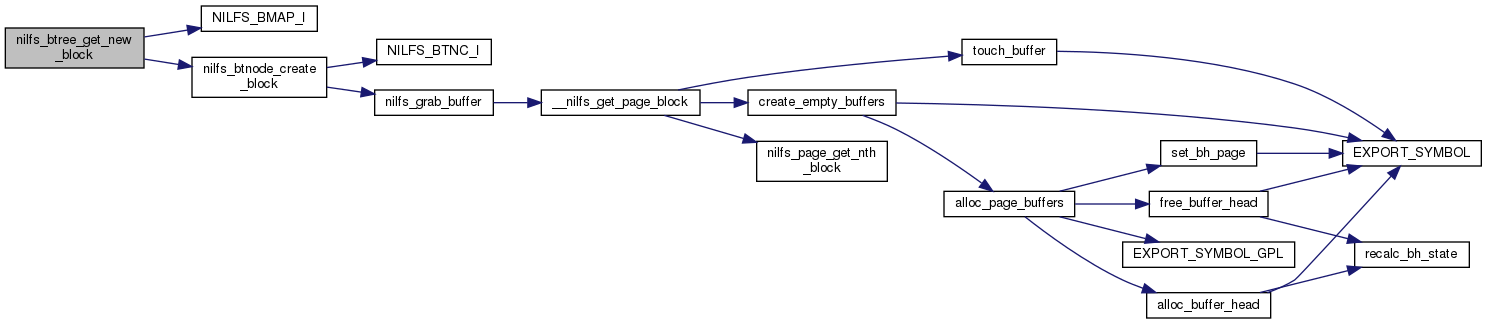 nilfs_btree_get_new
_block
NILFS_BMAP_I
nilfs_btnode_create
_block
NILFS_BTNC_I
nilfs_grab_buffer
__nilfs_get_page_block
touch_buffer
create_empty_buffers
nilfs_page_get_nth
_block
alloc_page_buffers
set_bh_page
free_buffer_head
EXPORT_SYMBOL_GPL
alloc_buffer_head
EXPORT_SYMBOL
recalc_bh_state